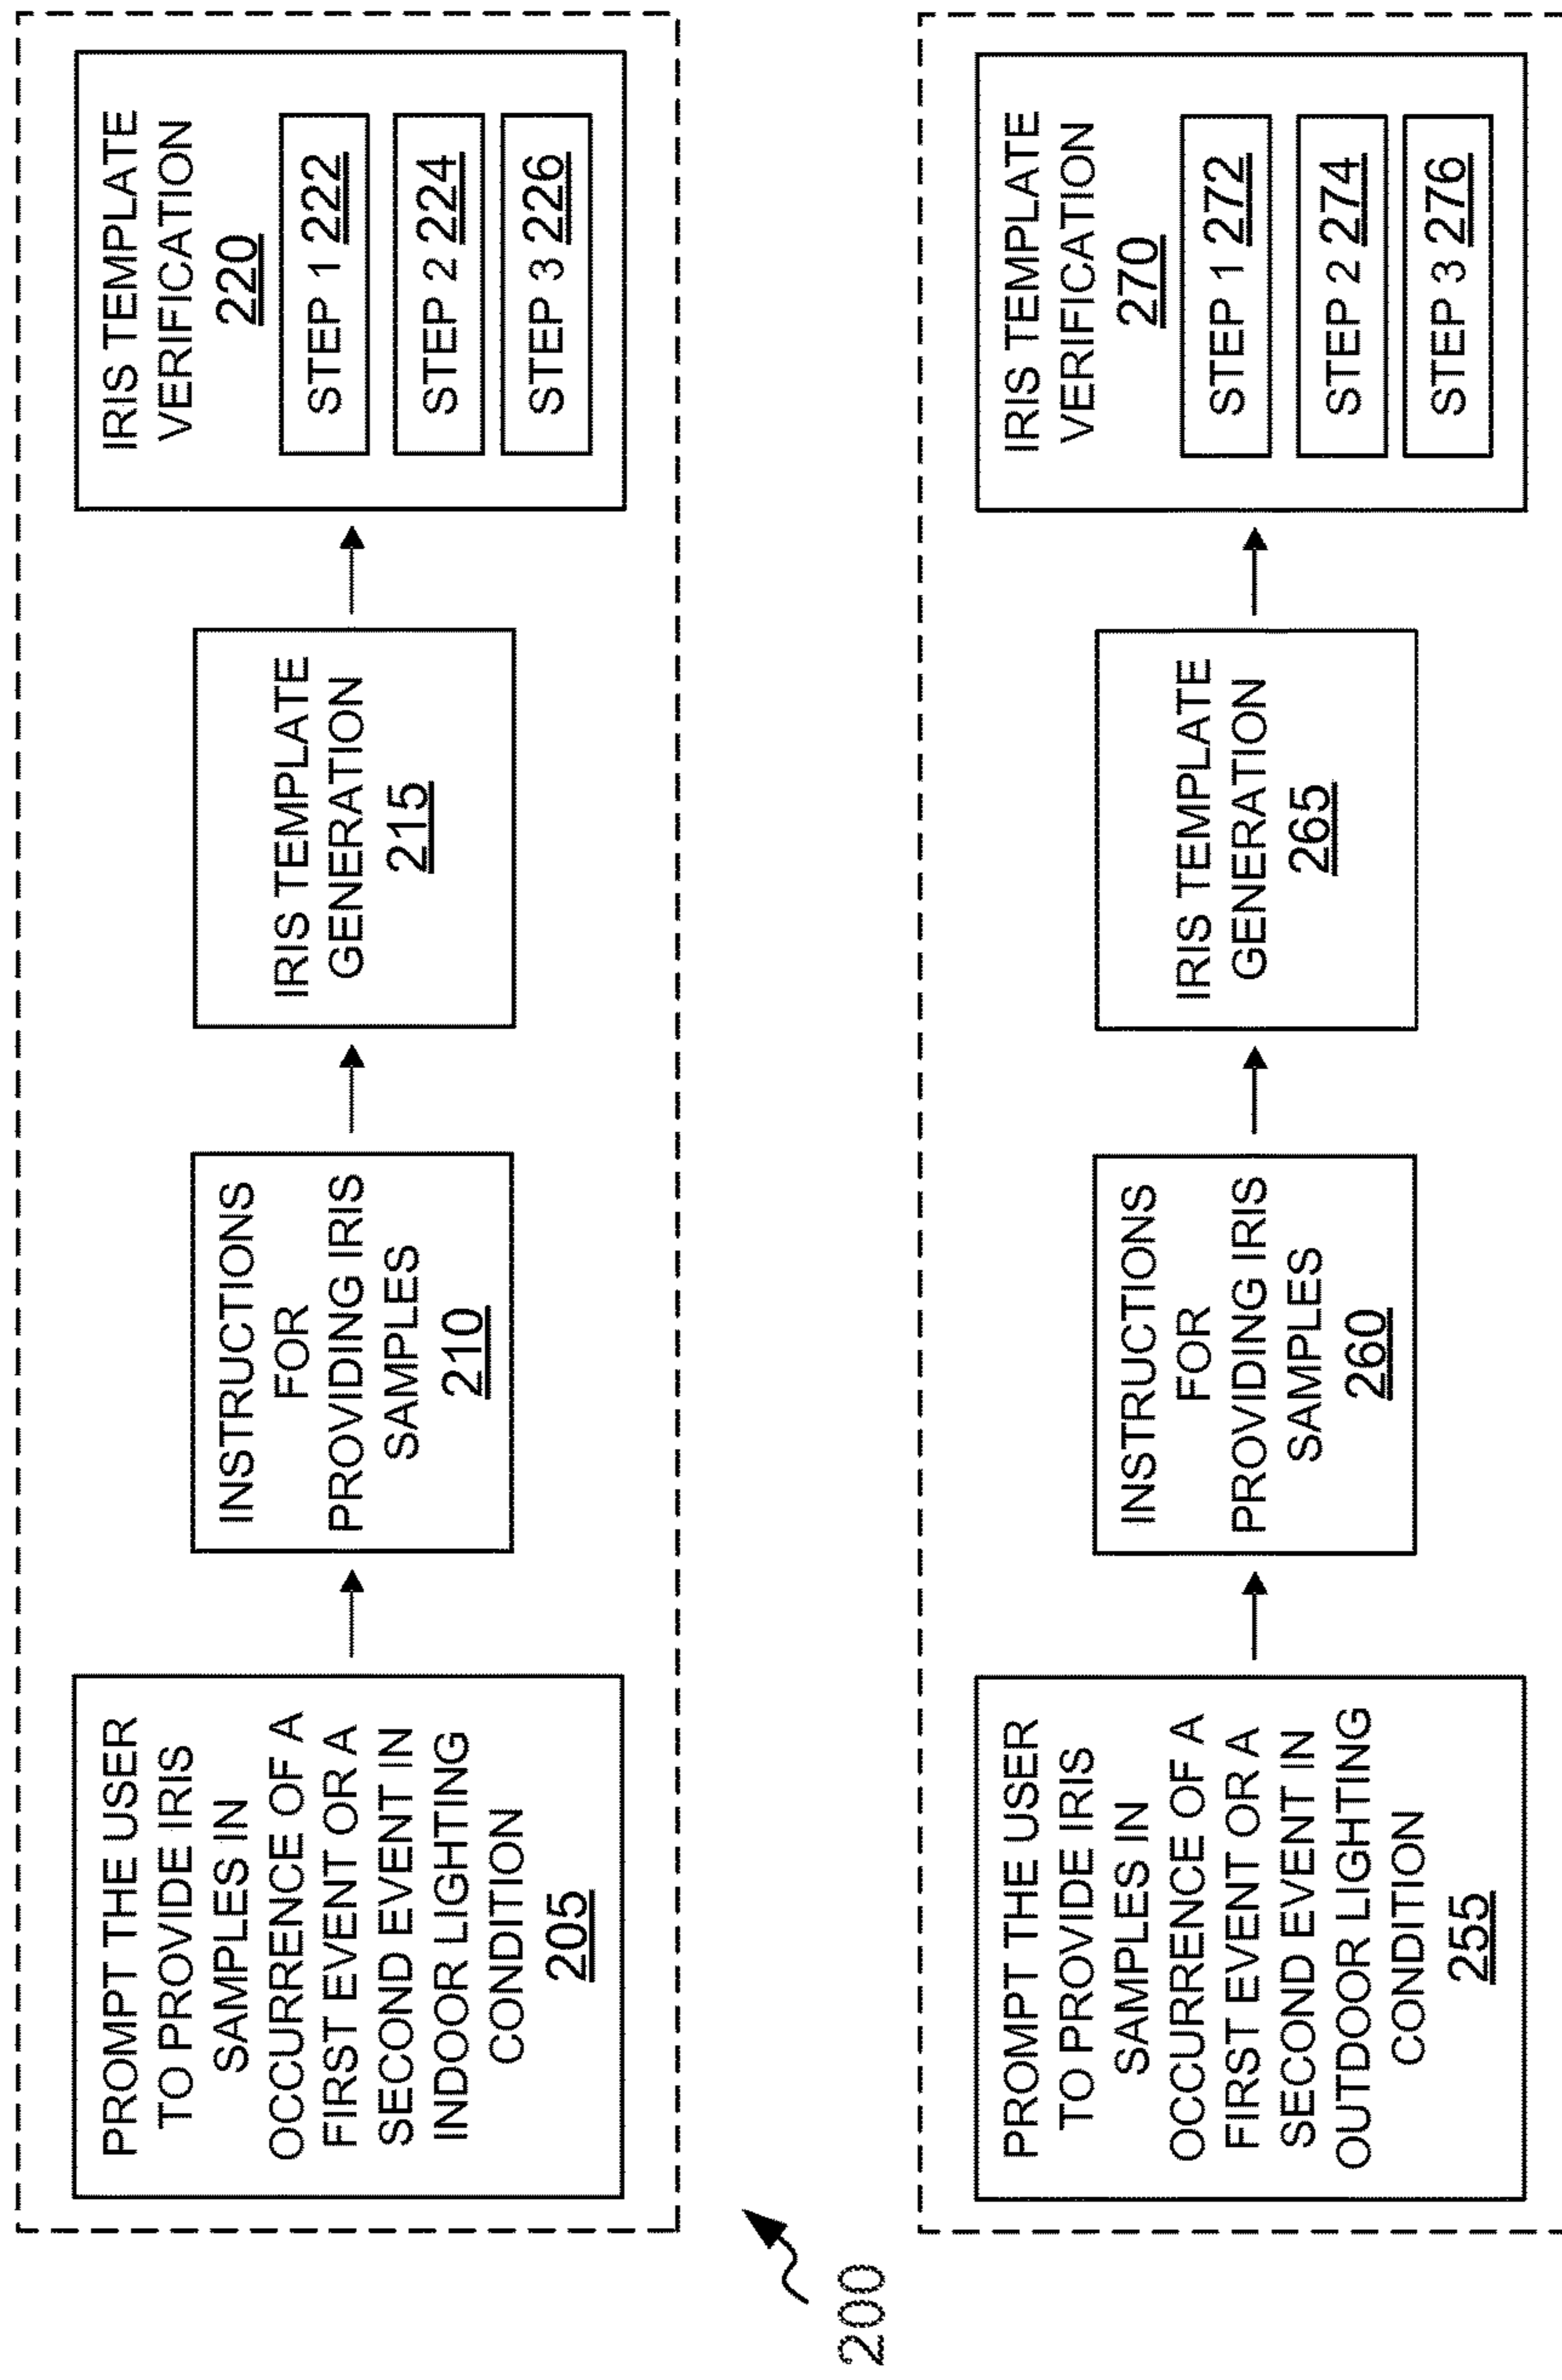 PROMPT THE USER
TO PROVIDE IRIS
SAMPLES IN
OCCURRENCE OF A
FIRST EVENT OR A
SECOND EVENT IN
INDOOR LIGHTING
CONDITION
205
INSTRUCTIONS
FOR
PROVIDING IRIS
SAMPLES
210
IRIS TEMPLATE
GENERATION
215
IRIS TEMPLATE
VERIFICATION
220
STEP 1 222
STEP 2 224
STEP 3 226
200
PROMPT THE USER
TO PROVIDE IRIS
SAMPLES IN
OCCURRENCE OF A
FIRST EVENT OR A
SECOND EVENT IN
OUTDOOR LIGHTING
CONDITION
255
INSTRUCTIONS
FOR
PROVIDING IRIS
SAMPLES
260
IRIS TEMPLATE
GENERATION
265
IRIS TEMPLATE
VERIFICATION
270
STEP 1 272
STEP 2 274
STEP 3 276